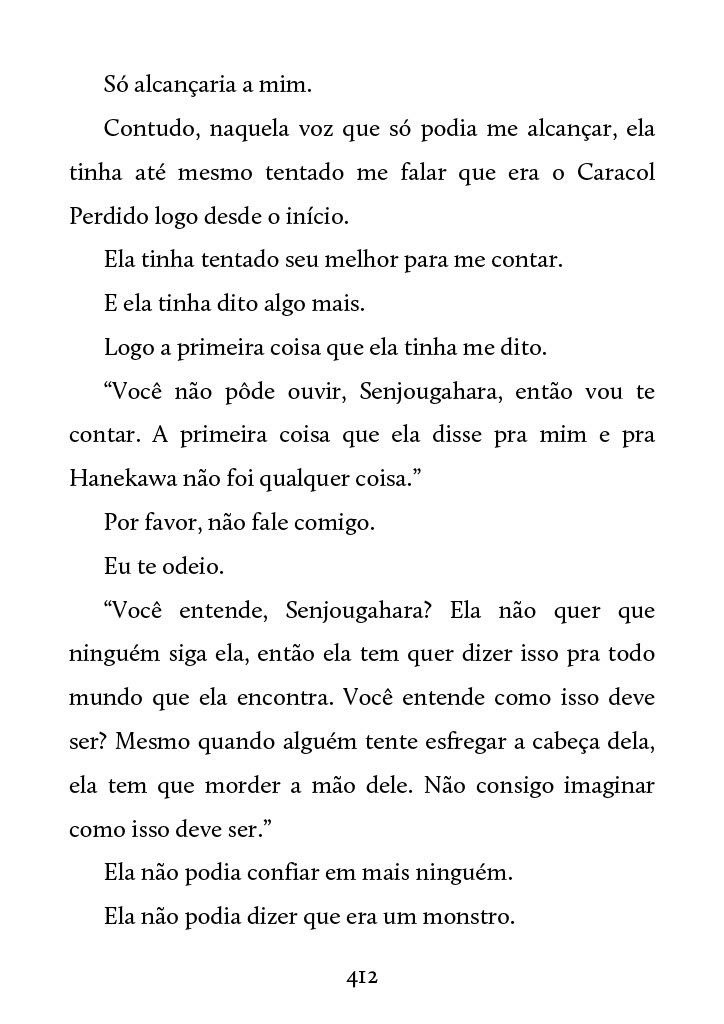 Só alcançaria a mim.
Contudo, naquela voz que só podia me alcançar, ela
tinha até mesmo tentado me falar que era o Caracol
Perdido logo desde o início.
Ela tinha tentado seu melhor para me contar.
E ela tinha dito algo mais.
Logo a primeira coisa que ela tinha me dito.
“Você não pôde ouvir, Senjougahara, então vou te
contar. A primeira coisa que ela disse pra mim e pra
Hanekawa não foi qualquer coisa.”
Por favor, não fale comigo.
Eu te odeio.
“Você entende, Senjougahara? Ela não quer que
ninguém siga ela, então ela tem quer dizer isso pra todo
mundo que ela encontra. Você entende como isso deve
ser? Mesmo quando alguém tente esfregar a cabeça dela,
ela tem que morder a mão dele. Não consigo imaginar
como isso deve ser.”
Ela não podia confiar em mais ninguém.
Ela não podia dizer que era um monstro.
412